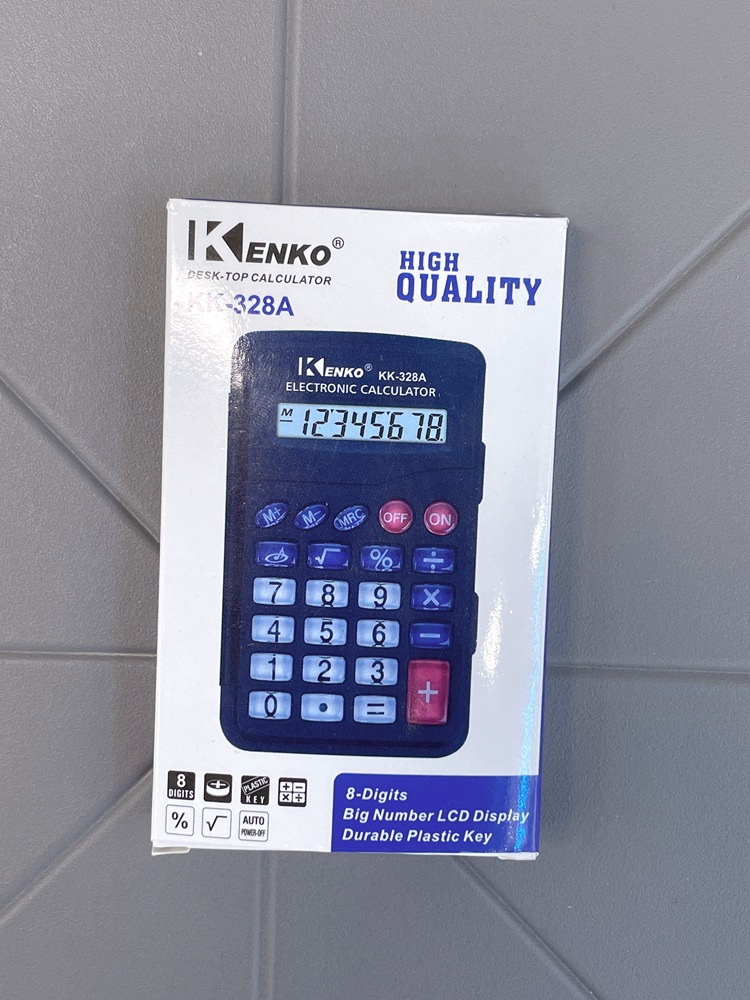 KENKO®
DESK-TOP CALCULATOR
KK-328A
HIGH
QUALITY
KENKO® KK-328A
ELECTRONIC CALCULATOR
M
-12345678.
M+ M- MRC OFF ON
√ % ÷
7 8 9 ×
4 5 6 −
1 2 3 +
0 • =
8
DIGITS
PLASTIC
KEY
+ −
× ÷
% √ AUTO
POWER-OFF
8-Digits
Big Number LCD Display
Durable Plastic Key